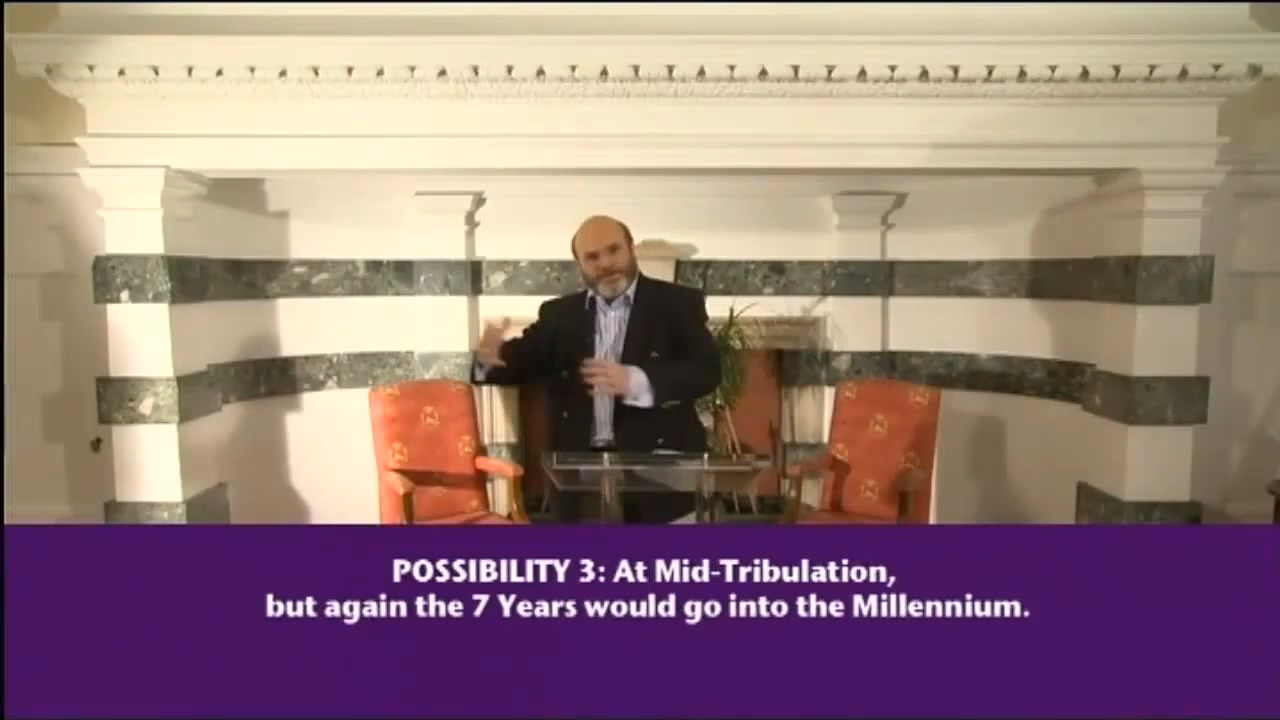 POSSIBILITY 3: At Mid-Tribulation,
but again the 7 Years would go into the Millennium.